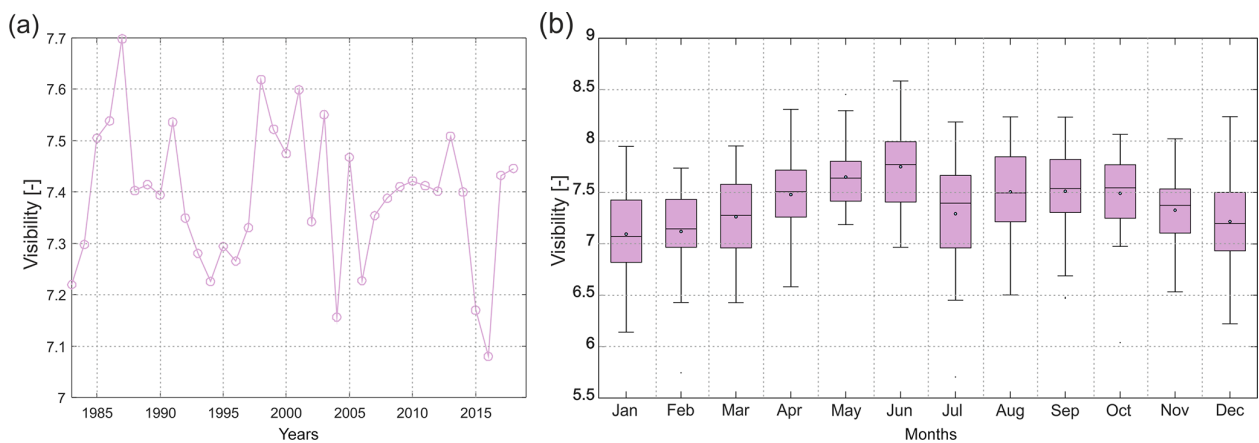 (a)
7.7
7.6
7.5
7.4
7.3
7.2
7.1
7
Visibility [-]
1985 1990 1995 2000 2005 2010 2015
Years
(b)
9
8.5
8
7.5
7
6.5
6
5.5
Visibility [-]
Jan Feb Mar Apr May Jun Jul Aug Sep Oct Nov Dec
Months